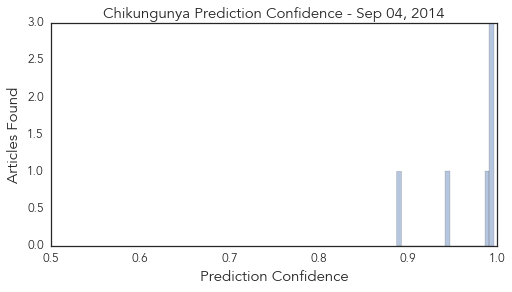 Chikungunya Prediction Confidence - Sep 04, 2014
Articles Found
3.0
2.5
2.0
1.5
1.0
0.5
0.0
0.5 0.6 0.7 0.8 0.9 1.0
Prediction Confidence